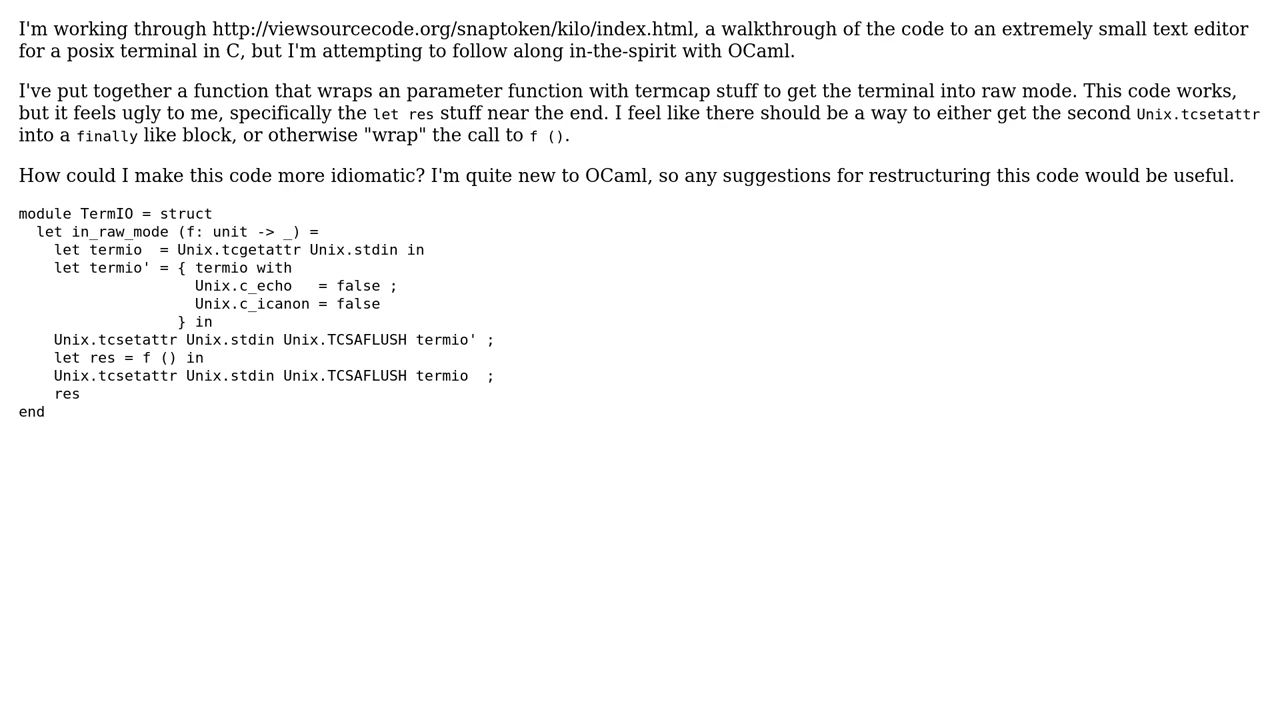 I'm working through http://viewsourcecode.org/snaptoken/kilo/index.html, a walkthrough of the code to an extremely small text editor
for a posix terminal in C, but I'm attempting to follow along in-the-spirit with OCaml.
I've put together a function that wraps an parameter function with termcap stuff to get the terminal into raw mode. This code works,
but it feels ugly to me, specifically the let res stuff near the end. I feel like there should be a way to either get the second Unix.tcsetattr
into a finally like block, or otherwise "wrap" the call to f ().
How could I make this code more idiomatic? I'm quite new to OCaml, so any suggestions for restructuring this code would be useful.
module TermIO = struct
  let in_raw_mode (f: unit -> _) =
    let termio  = Unix.tcgetattr Unix.stdin in
    let termio' = { termio with
                    Unix.c_echo   = false ;
                    Unix.c_icanon = false
                  } in
    Unix.tcsetattr Unix.stdin Unix.TCSAFLUSH termio' ;
    let res = f () in
    Unix.tcsetattr Unix.stdin Unix.TCSAFLUSH termio  ;
    res
end